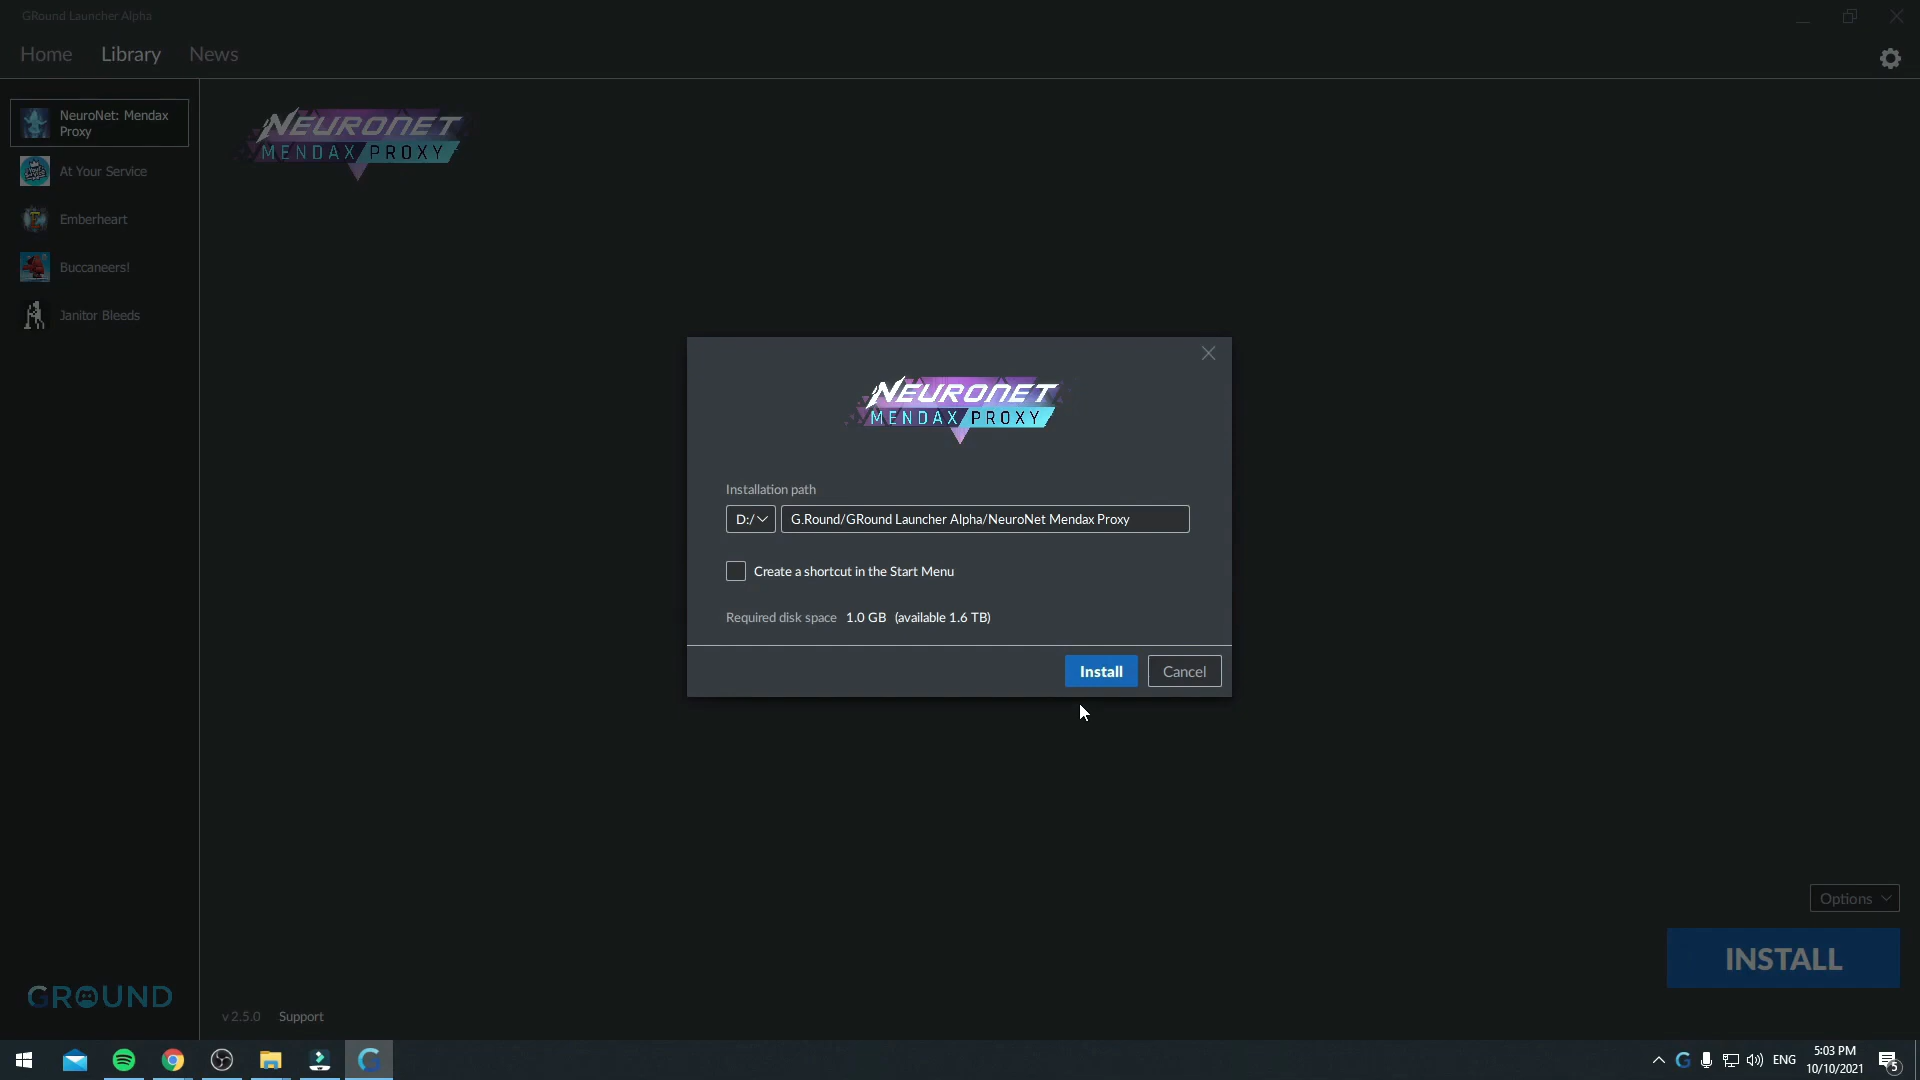 GRound Launcher Alpha
Home Library News
NeuroNet: Mendax
Proxy
At Your Service
Emberheart
Buccaneers!
Janitor Bleeds
NEURONET
MENDAX PROXY
NEURONET
MENDAX PROXY
Installation path
D:/ G.Round/GRound Launcher Alpha/NeuroNet Mendax Proxy
Create a shortcut in the Start Menu
Required disk space 1.0 GB (available 1.6 TB)
Install Cancel
Options
INSTALL
GROUND
v2.5.0 Support
ENG
5:03 PM
10/10/2021
5